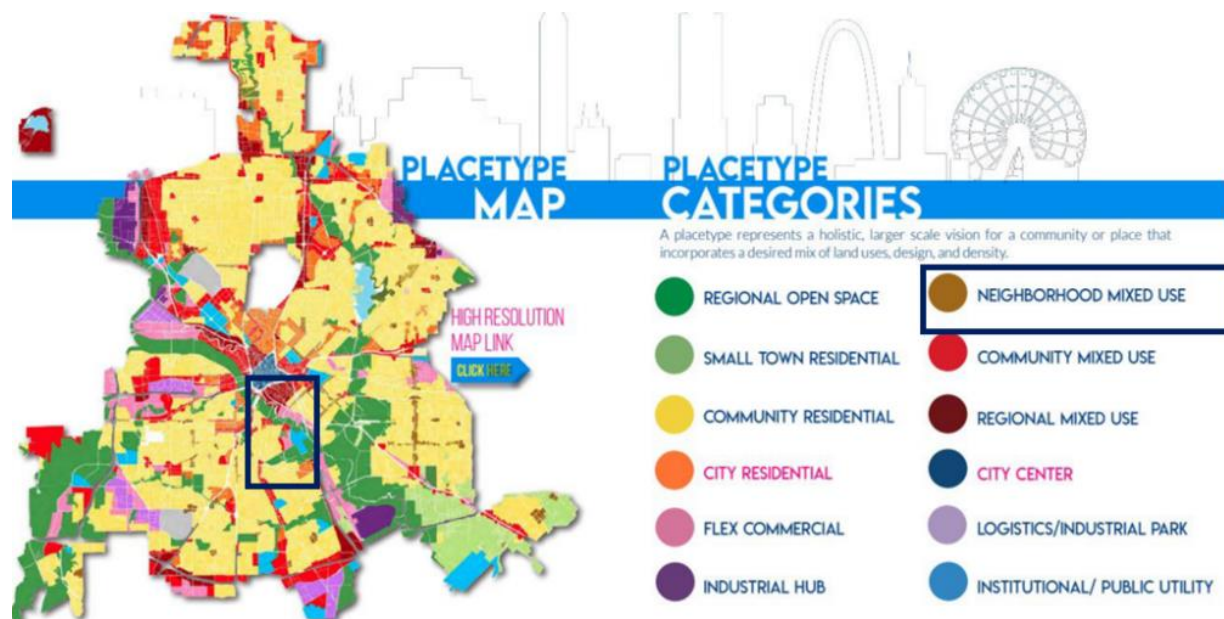 PLACETYPE
MAP
HIGH RESOLUTION
MAP LINK
CLICK HERE
PLACETYPE
CATEGORIES
A placetype represents a holistic, larger scale vision for a community or place that
incorporates a desired mix of land uses, design, and density.
REGIONAL OPEN SPACE
SMALL TOWN RESIDENTIAL
COMMUNITY RESIDENTIAL
CITY RESIDENTIAL
FLEX COMMERCIAL
INDUSTRIAL HUB
NEIGHBORHOOD MIXED USE
COMMUNITY MIXED USE
REGIONAL MIXED USE
CITY CENTER
LOGISTICS/INDUSTRIAL PARK
INSTITUTIONAL/ PUBLIC UTILITY